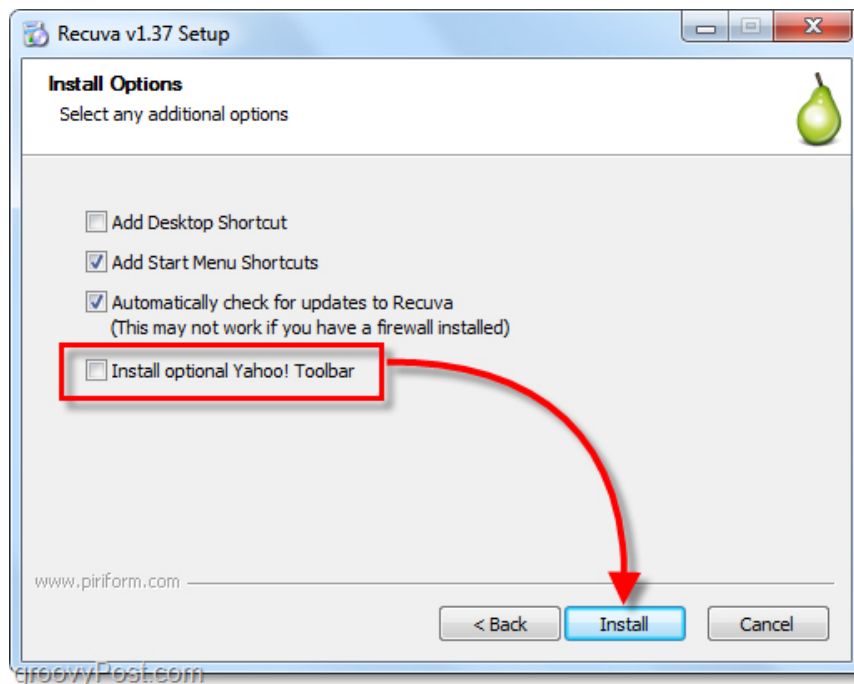 Recuva v1.37 Setup
Install Options
Select any additional options
Add Desktop Shortcut
Add Start Menu Shortcuts
Automatically check for updates to Recuva
(This may not work if you have a firewall installed)
Install optional Yahoo! Toolbar
www.piriform.com
< Back Install Cancel
groovyPost.com